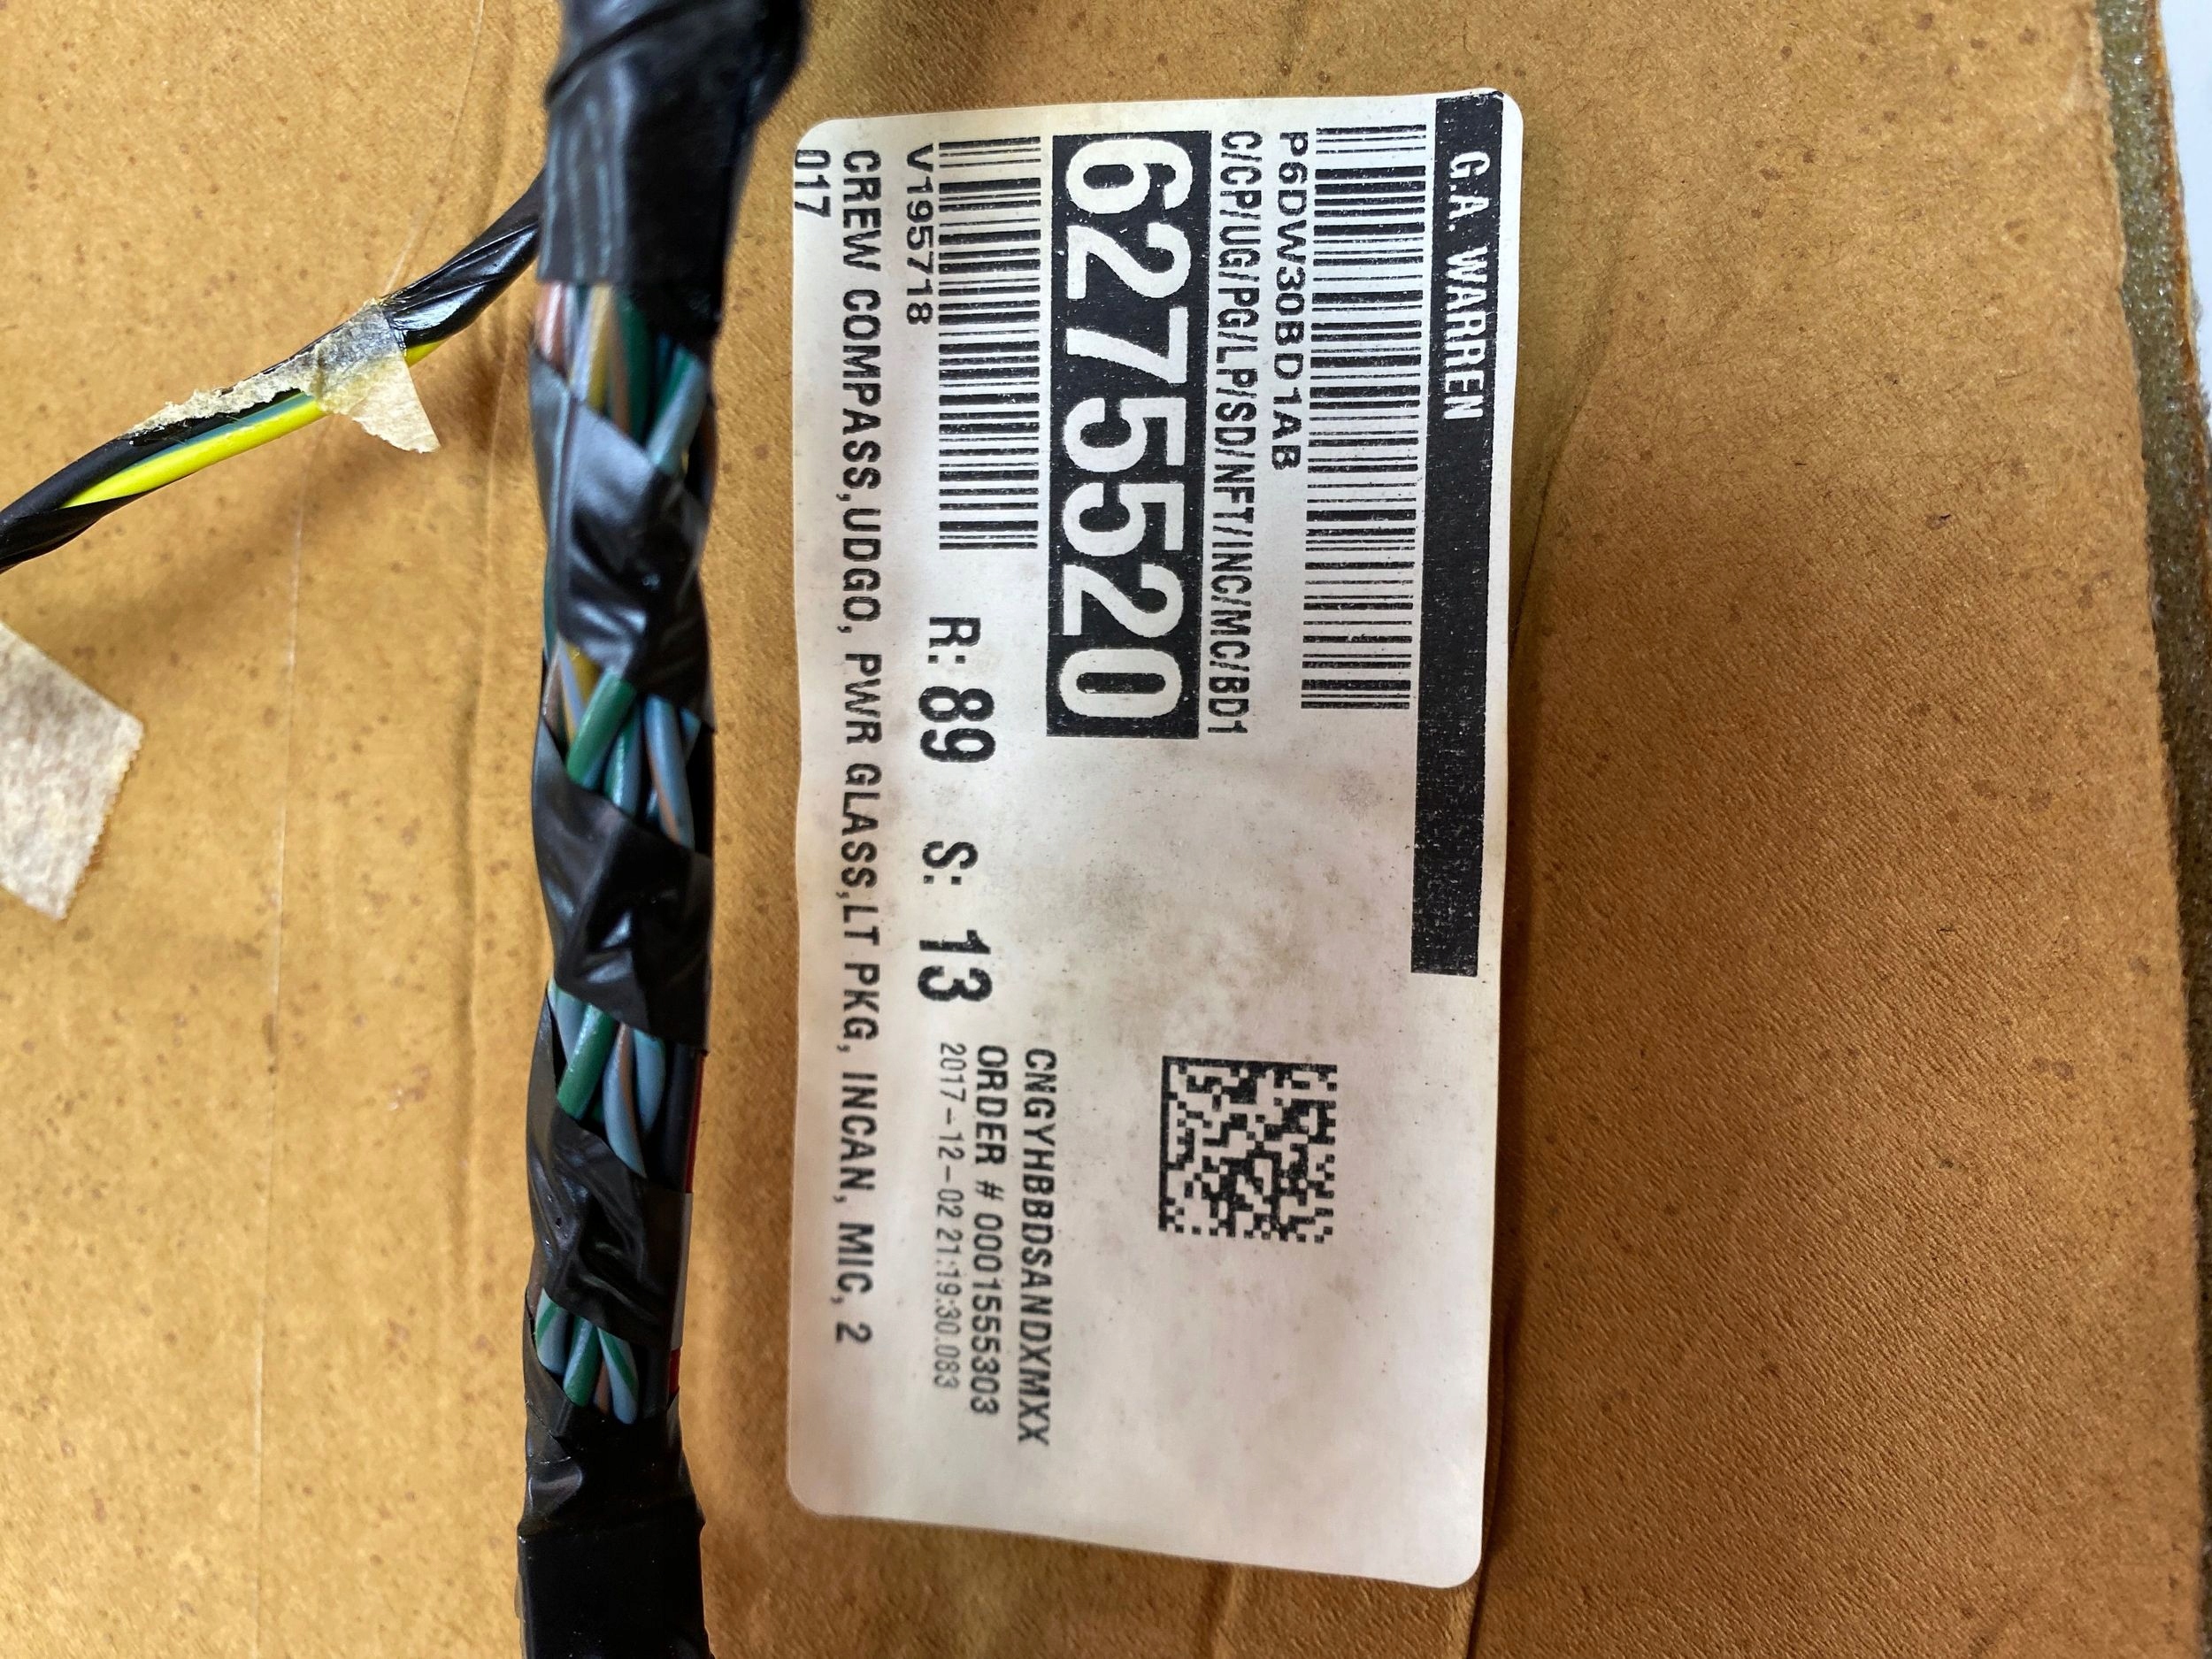 G.A. WARREN
P6DW30BD1AB
C/CP/UG/PG/LP/SD/NFT/INC/MC/BD1
6275520
V195718
R: 89 S: 13
CNGYHBBDSANDXMXX
ORDER # 0001555303
2017-12-02 21:19:30.083
CREW COMPASS,UDGO, PWR GLASS,LT PKG, INCAN, MIC, 2
017